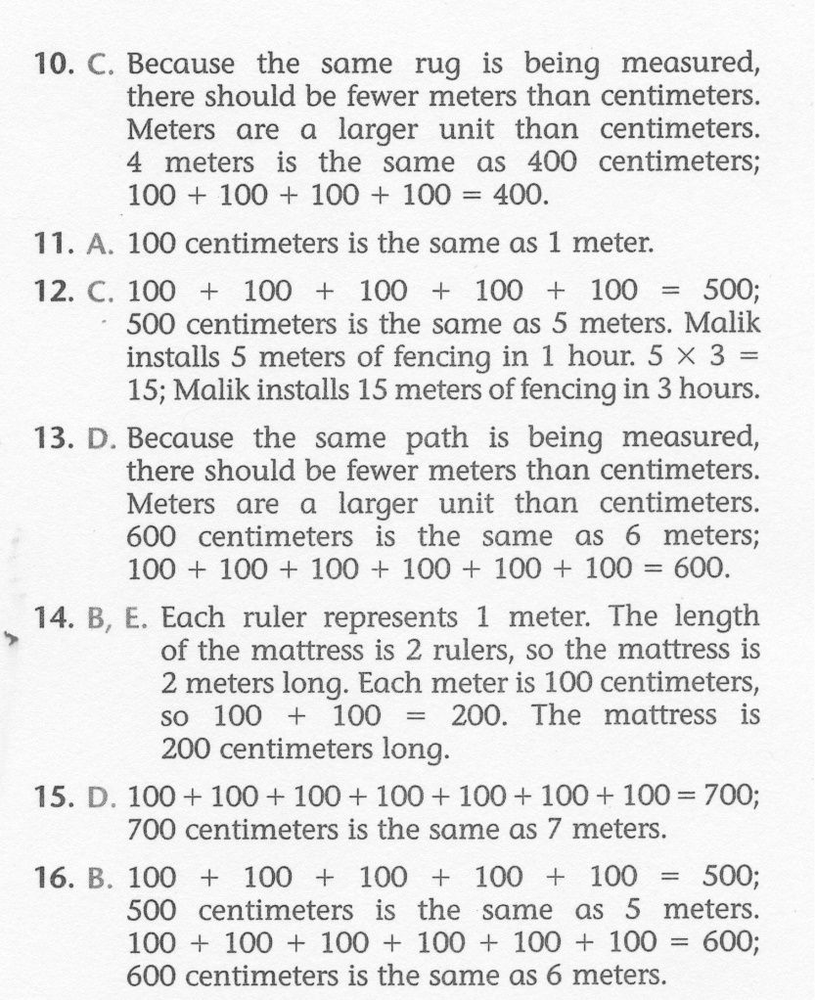 10. C. Because the same rug is being measured,
there should be fewer meters than centimeters.
Meters are a larger unit than centimeters.
4 meters is the same as 400 centimeters;
100 + 100 + 100 + 100 = 400.
11. A. 100 centimeters is the same as 1 meter.
12. C. 100 + 100 + 100 + 100 + 100 = 500;
500 centimeters is the same as 5 meters. Malik
installs 5 meters of fencing in 1 hour. 5 × 3 =
15; Malik installs 15 meters of fencing in 3 hours.
13. D. Because the same path is being measured,
there should be fewer meters than centimeters.
Meters are a larger unit than centimeters.
600 centimeters is the same as 6 meters;
100 + 100 + 100 + 100 + 100 + 100 = 600.
14. B, E. Each ruler represents 1 meter. The length
of the mattress is 2 rulers, so the mattress is
2 meters long. Each meter is 100 centimeters,
so 100 + 100 = 200. The mattress is
200 centimeters long.
15. D. 100 + 100 + 100 + 100 + 100 + 100 + 100 = 700;
700 centimeters is the same as 7 meters.
16. B. 100 + 100 + 100 + 100 + 100 = 500;
500 centimeters is the same as 5 meters.
100 + 100 + 100 + 100 + 100 + 100 = 600;
600 centimeters is the same as 6 meters.